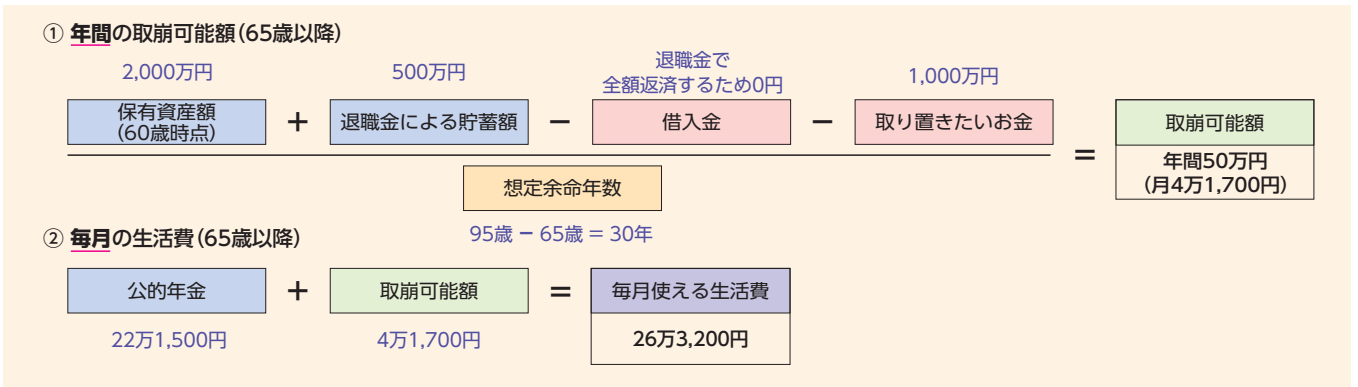 ① 年間の取崩可能額(65歳以降)
2,000万円
500万円
退職金で
全額返済するため0円
1,000万円
保有資産額
(60歳時点)
+
退職金による貯蓄額
−
借入金
−
取り置きたいお金
=
取崩可能額
年間50万円
(月4万1,700円)
想定余命年数
95歳 − 65歳 = 30年
② 毎月の生活費(65歳以降)
公的年金
+
取崩可能額
=
毎月使える生活費
22万1,500円
4万1,700円
26万3,200円